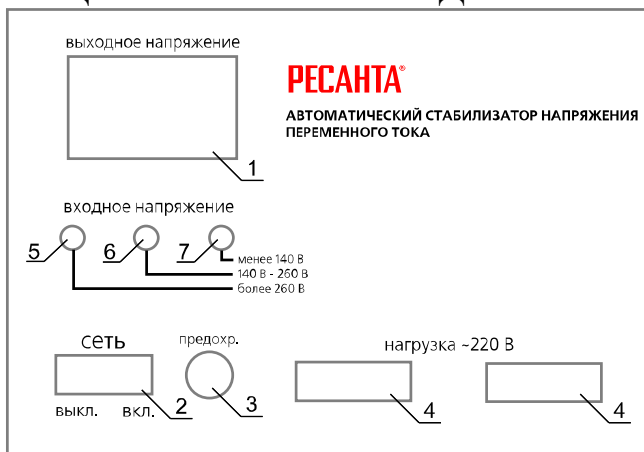 выходное напряжение
РЕСАНТА®
АВТОМАТИЧЕСКИЙ СТАБИЛИЗАТОР НАПРЯЖЕНИЯ
ПЕРЕМЕННОГО ТОКА
1
входное напряжение
5 6 7
менее 140 В
140 В - 260 В
более 260 В
сеть
предохр.
нагрузка ~220 В
выкл. вкл. 2
3
4
4